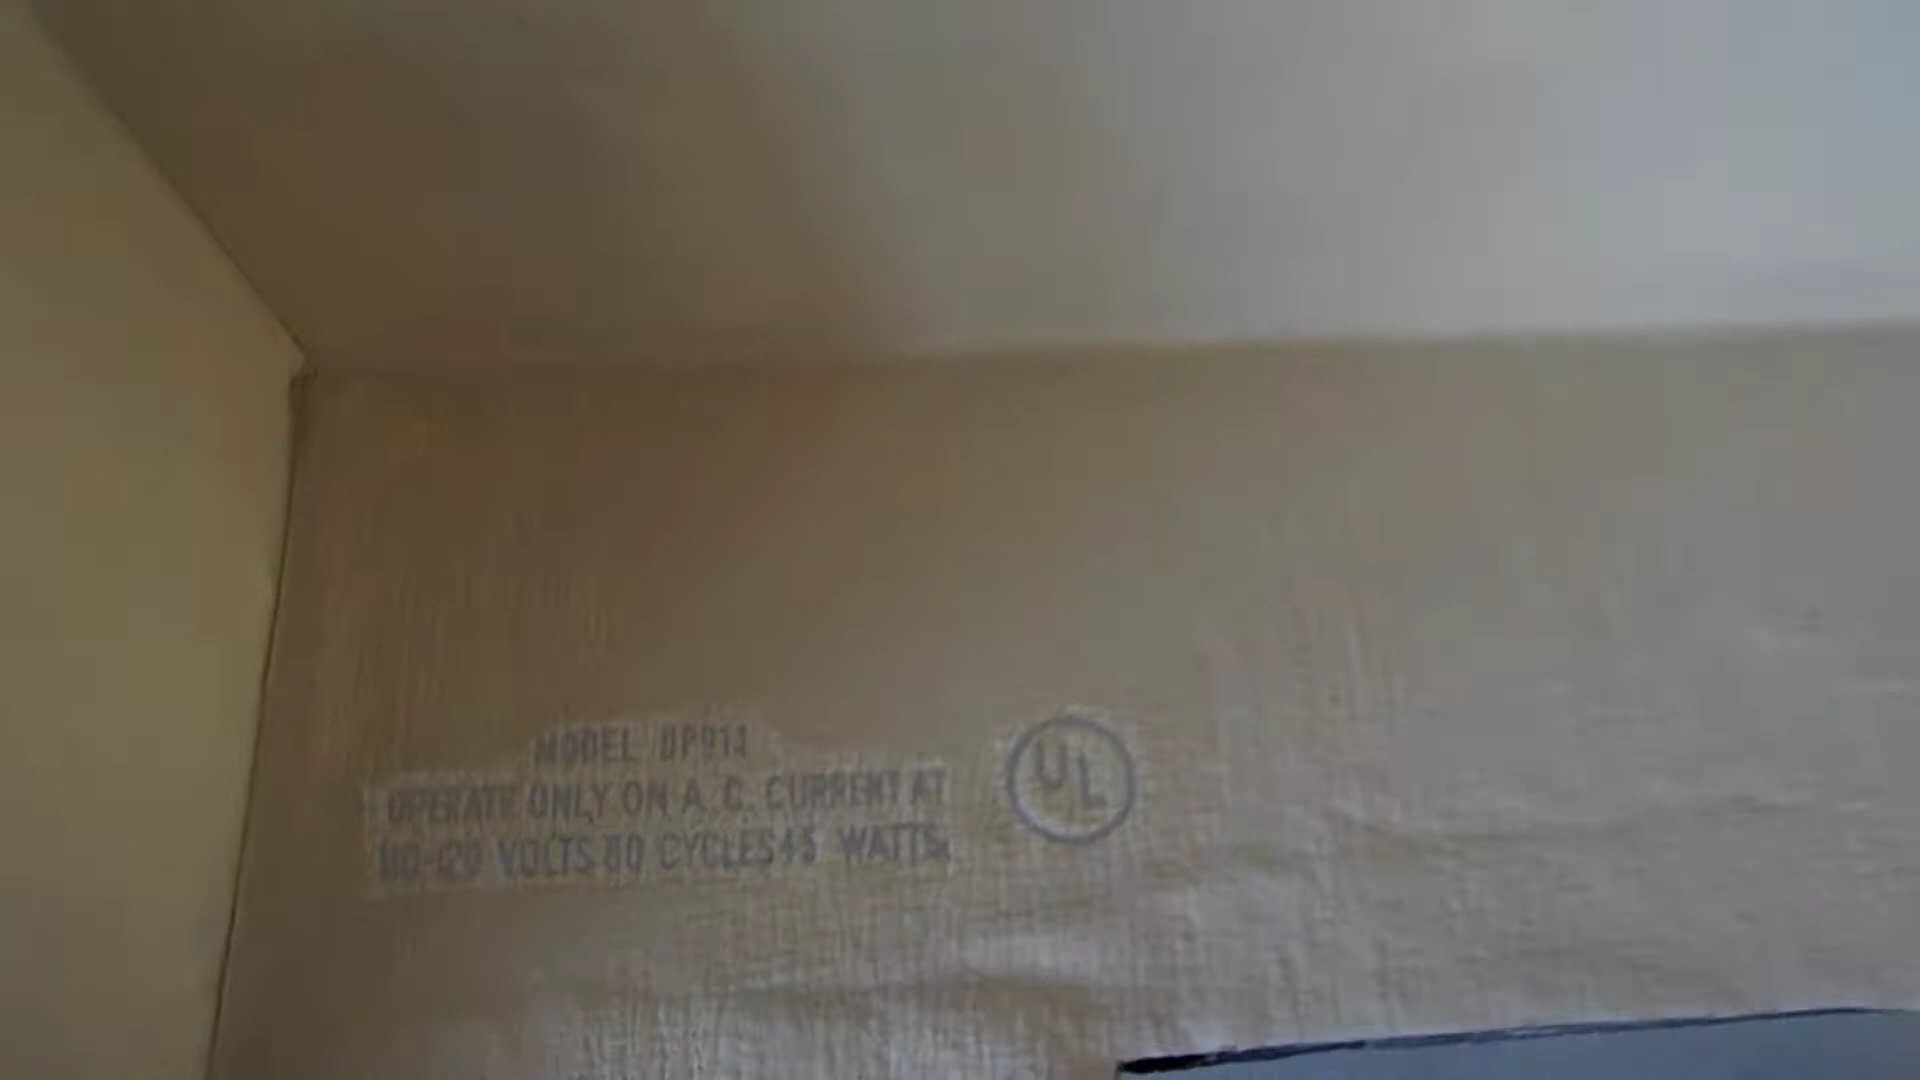 MODEL DP914
OPERATE ONLY ON A. C. CURRENT AT
110-120 VOLTS 60 CYCLES 45 WATTS
UL